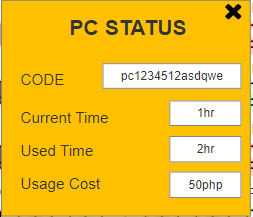 PC STATUS
CODE pc1234512asdqwe
Current Time 1hr
Used Time 2hr
Usage Cost 50php